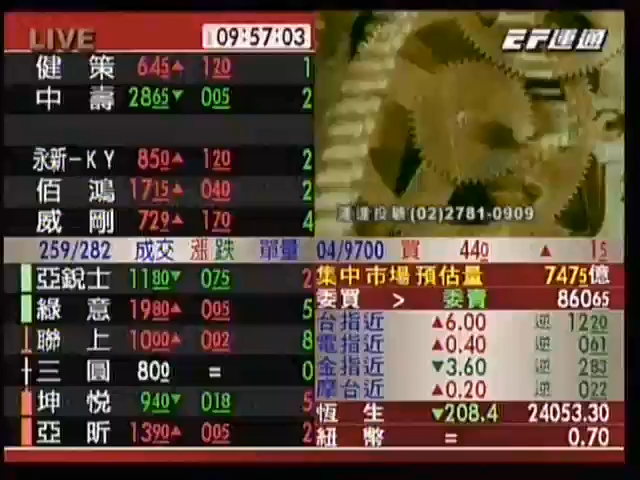 LIVE 09:57:03
EF運通
健策 645▲ 120 1
中壽 2865▼ 005 2
永新-KY 850▲ 120 2
佰鴻 1715▲ 040 2
威剛 729▲ 170 4
(02)2781-0909
259/282 成交 漲跌 單量
04/9700 買 440 ▲ 15
亞銳士 1180▼ 075 2
綠意 1980▲ 005 5
聯上 1000▲ 002 8
三圓 800 = 0
坤悅 940▼ 018 5
亞昕 1390▲ 005 2
集中市場預估量 7475億
委買 > 委賣 86065
台指近 ▲6.00 逆 1220
電指近 ▲0.40 逆 061
金指近 ▼3.60 逆 283
摩台近 ▲0.20 逆 022
恆生 ▼208.4 24053.30
紐幣 = 0.70